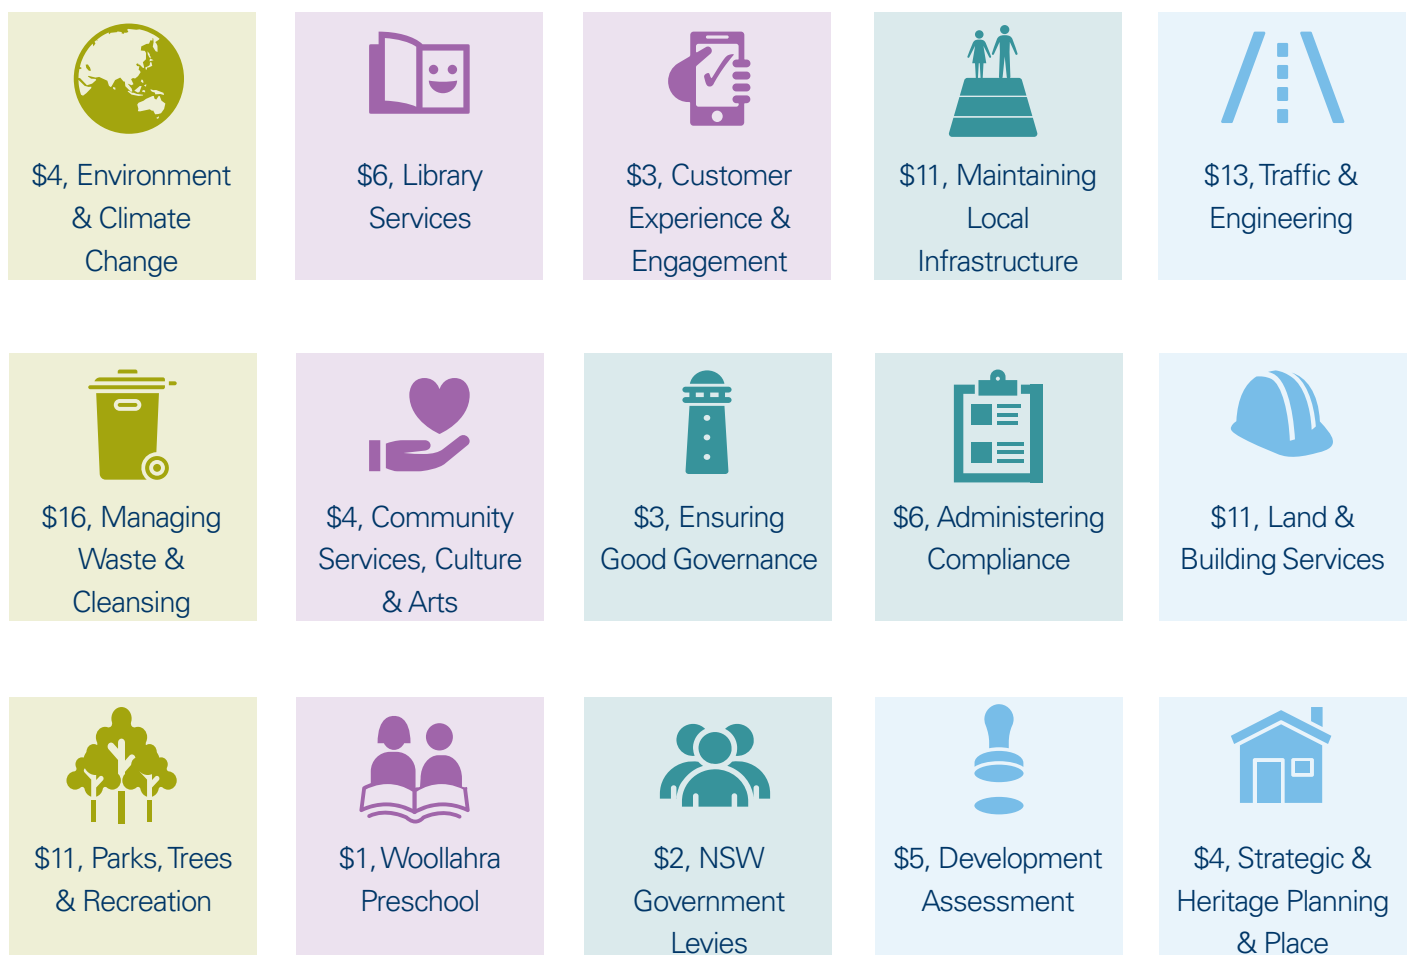 $4, Environment
& Climate
Change
$6, Library
Services
$3, Customer
Experience &
Engagement
$11, Maintaining
Local
Infrastructure
$13, Traffic &
Engineering
$16, Managing
Waste &
Cleansing
$4, Community
Services, Culture
& Arts
$3, Ensuring
Good Governance
$6, Administering
Compliance
$11, Land &
Building Services
$11, Parks, Trees
& Recreation
$1, Woollahra
Preschool
$2, NSW
Government
Levies
$5, Development
Assessment
$4, Strategic &
Heritage Planning
& Place